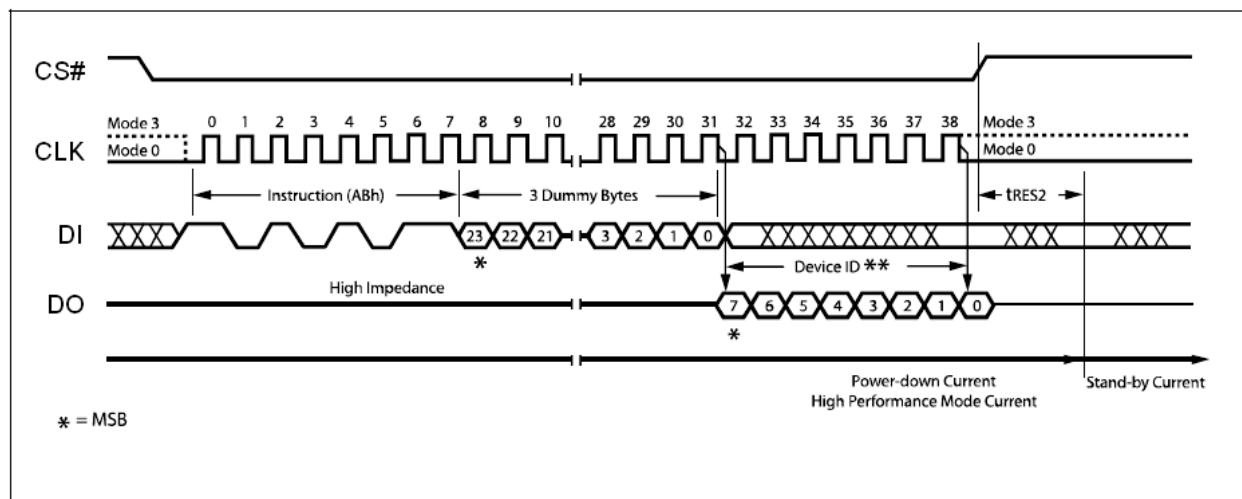 CS#
Mode 3 0 1 2 3 4 5 6 7 8 9 10 28 29 30 31 32 33 34 35 36 37 38 Mode 3
CLK
Mode 0 Mode 0
Instruction (ABh) 3 Dummy Bytes tRES2
DI 23 22 21 3 2 1 0
* Device ID **
High Impedance
DO 7 6 5 4 3 2 1 0
*
Power-down Current Stand-by Current
High Performance Mode Current
* = MSB